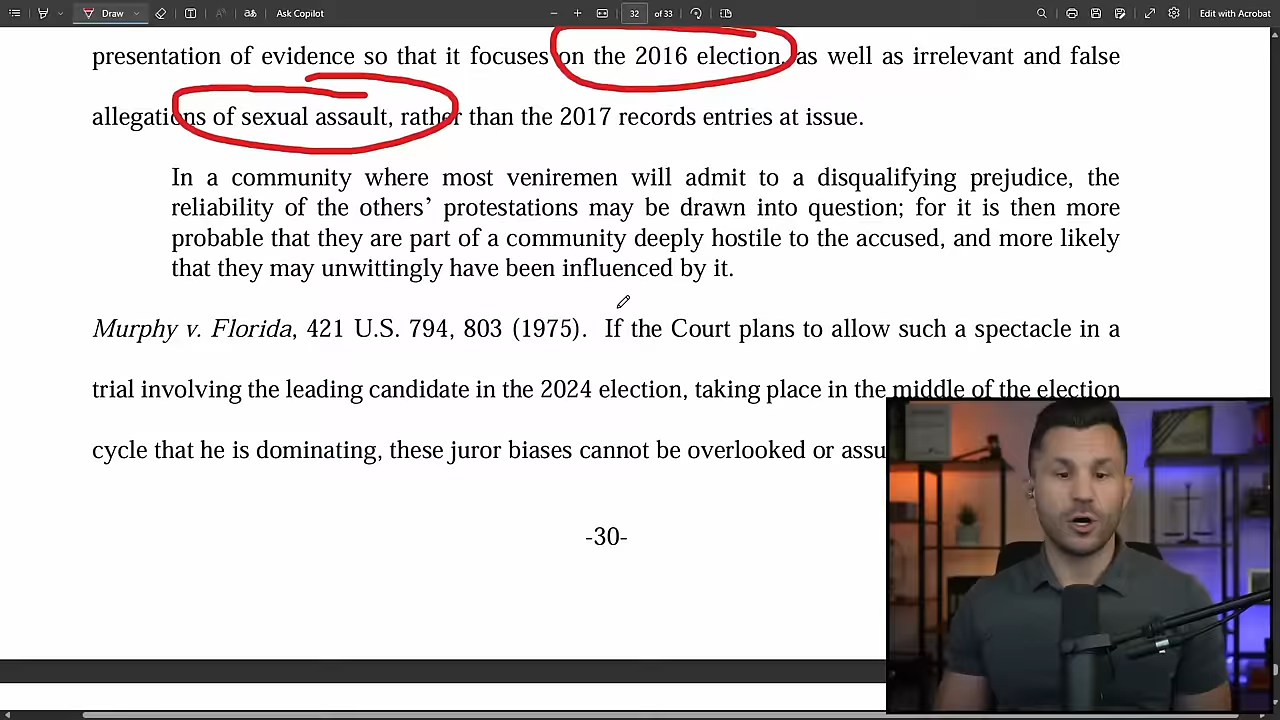 Draw
Ask Copilot
32 of 33
Edit with Acrobat
presentation of evidence so that it focuses on the 2016 election, as well as irrelevant and false
allegations of sexual assault, rather than the 2017 records entries at issue.
In a community where most veniremen will admit to a disqualifying prejudice, the
reliability of the others’ protestations may be drawn into question; for it is then more
probable that they are part of a community deeply hostile to the accused, and more likely
that they may unwittingly have been influenced by it.
Murphy v. Florida, 421 U.S. 794, 803 (1975). If the Court plans to allow such a spectacle in a
trial involving the leading candidate in the 2024 election, taking place in the middle of the election
cycle that he is dominating, these juror biases cannot be overlooked or assu
-30-